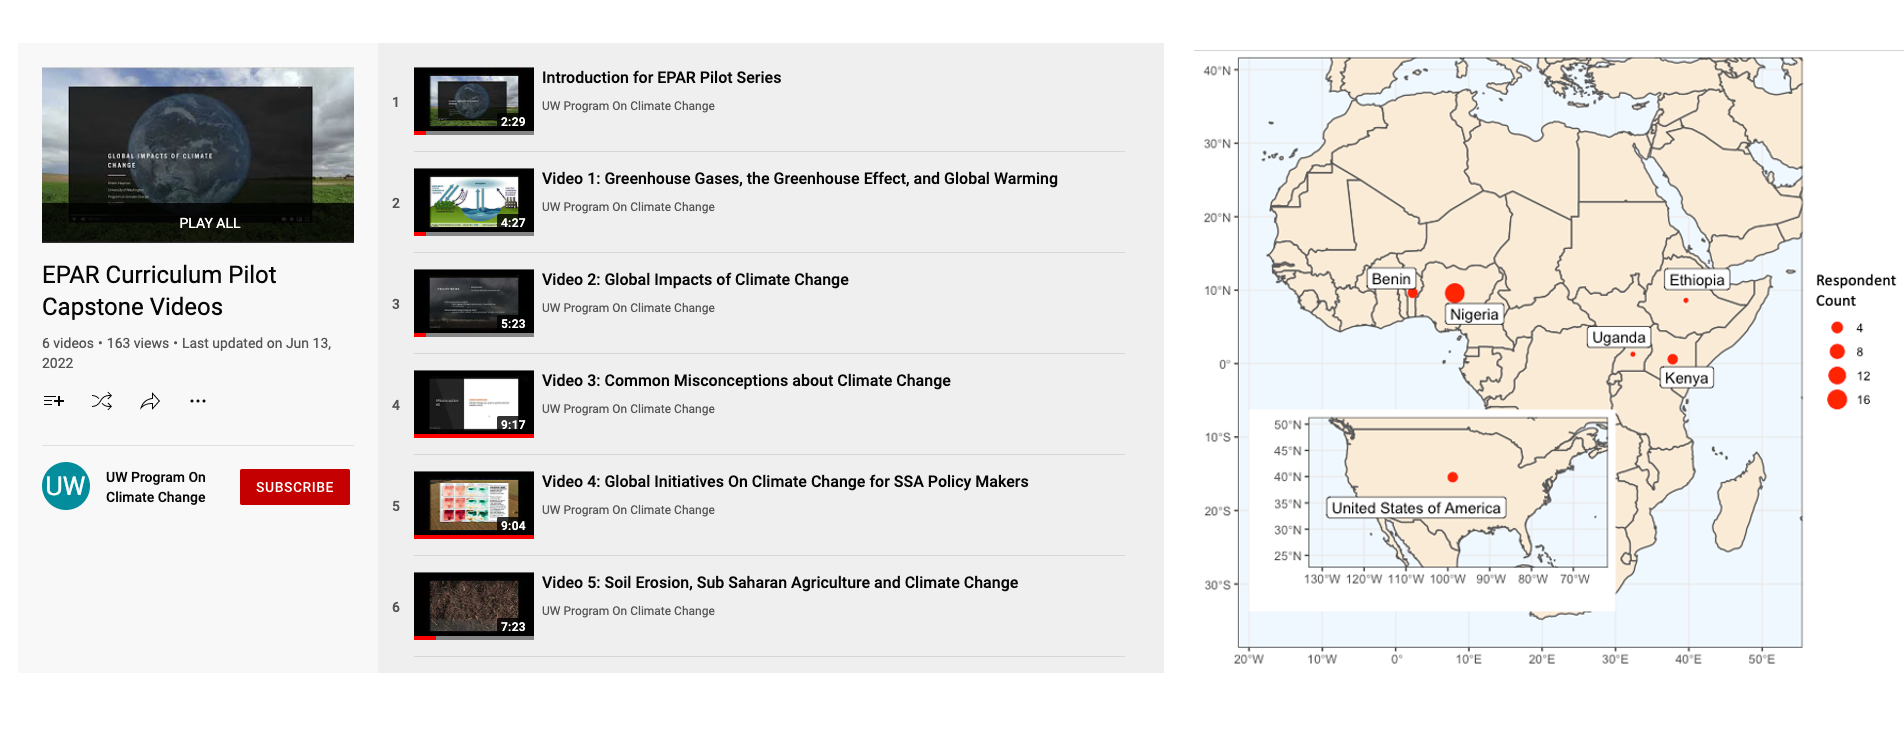 GLOBAL IMPACTS OF CLIMATE
CHANGE
University of Washington
PLAY ALL
EPAR Curriculum Pilot
Capstone Videos
6 videos • 163 views • Last updated on Jun 13,
2022
UW
UW Program On
Climate Change
SUBSCRIBE
1
2:29
Introduction for EPAR Pilot Series
UW Program On Climate Change
2
4:27
Video 1: Greenhouse Gases, the Greenhouse Effect, and Global Warming
UW Program On Climate Change
3
5:23
Video 2: Global Impacts of Climate Change
UW Program On Climate Change
4
9:17
Video 3: Common Misconceptions about Climate Change
UW Program On Climate Change
5
9:04
Video 4: Global Initiatives On Climate Change for SSA Policy Makers
UW Program On Climate Change
6
7:23
Video 5: Soil Erosion, Sub Saharan Agriculture and Climate Change
UW Program On Climate Change
40°N
30°N
20°N
10°N
0°
10°S
20°S
30°S
20°W 10°W 0° 10°E 20°E 30°E 40°E 50°E
Benin
Nigeria
Ethiopia
Uganda
Kenya
50°N
45°N
40°N
35°N
30°N
25°N
United States of America
130°W 120°W 110°W 100°W 90°W 80°W 70°W
Respondent
Count
4
8
12
16